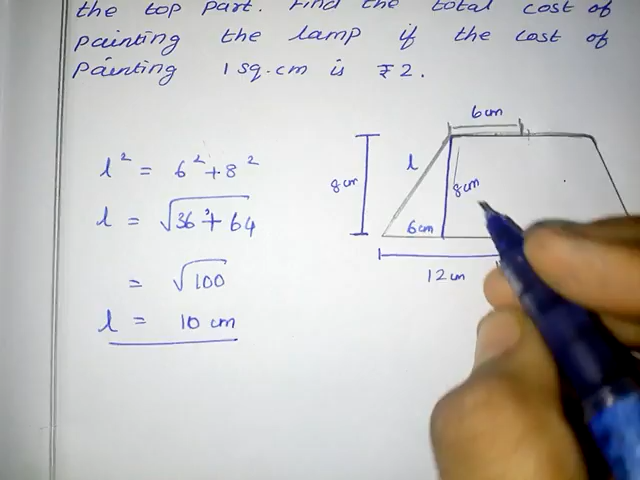 the top part. Find the total cost of
painting the lamp if the cost of
painting 1 sq.cm is ₹2.
l² = 6² + 8²
l = √36 + 64
= √100
l = 10 cm
6cm
l
8cm
8cm
6cm
12cm